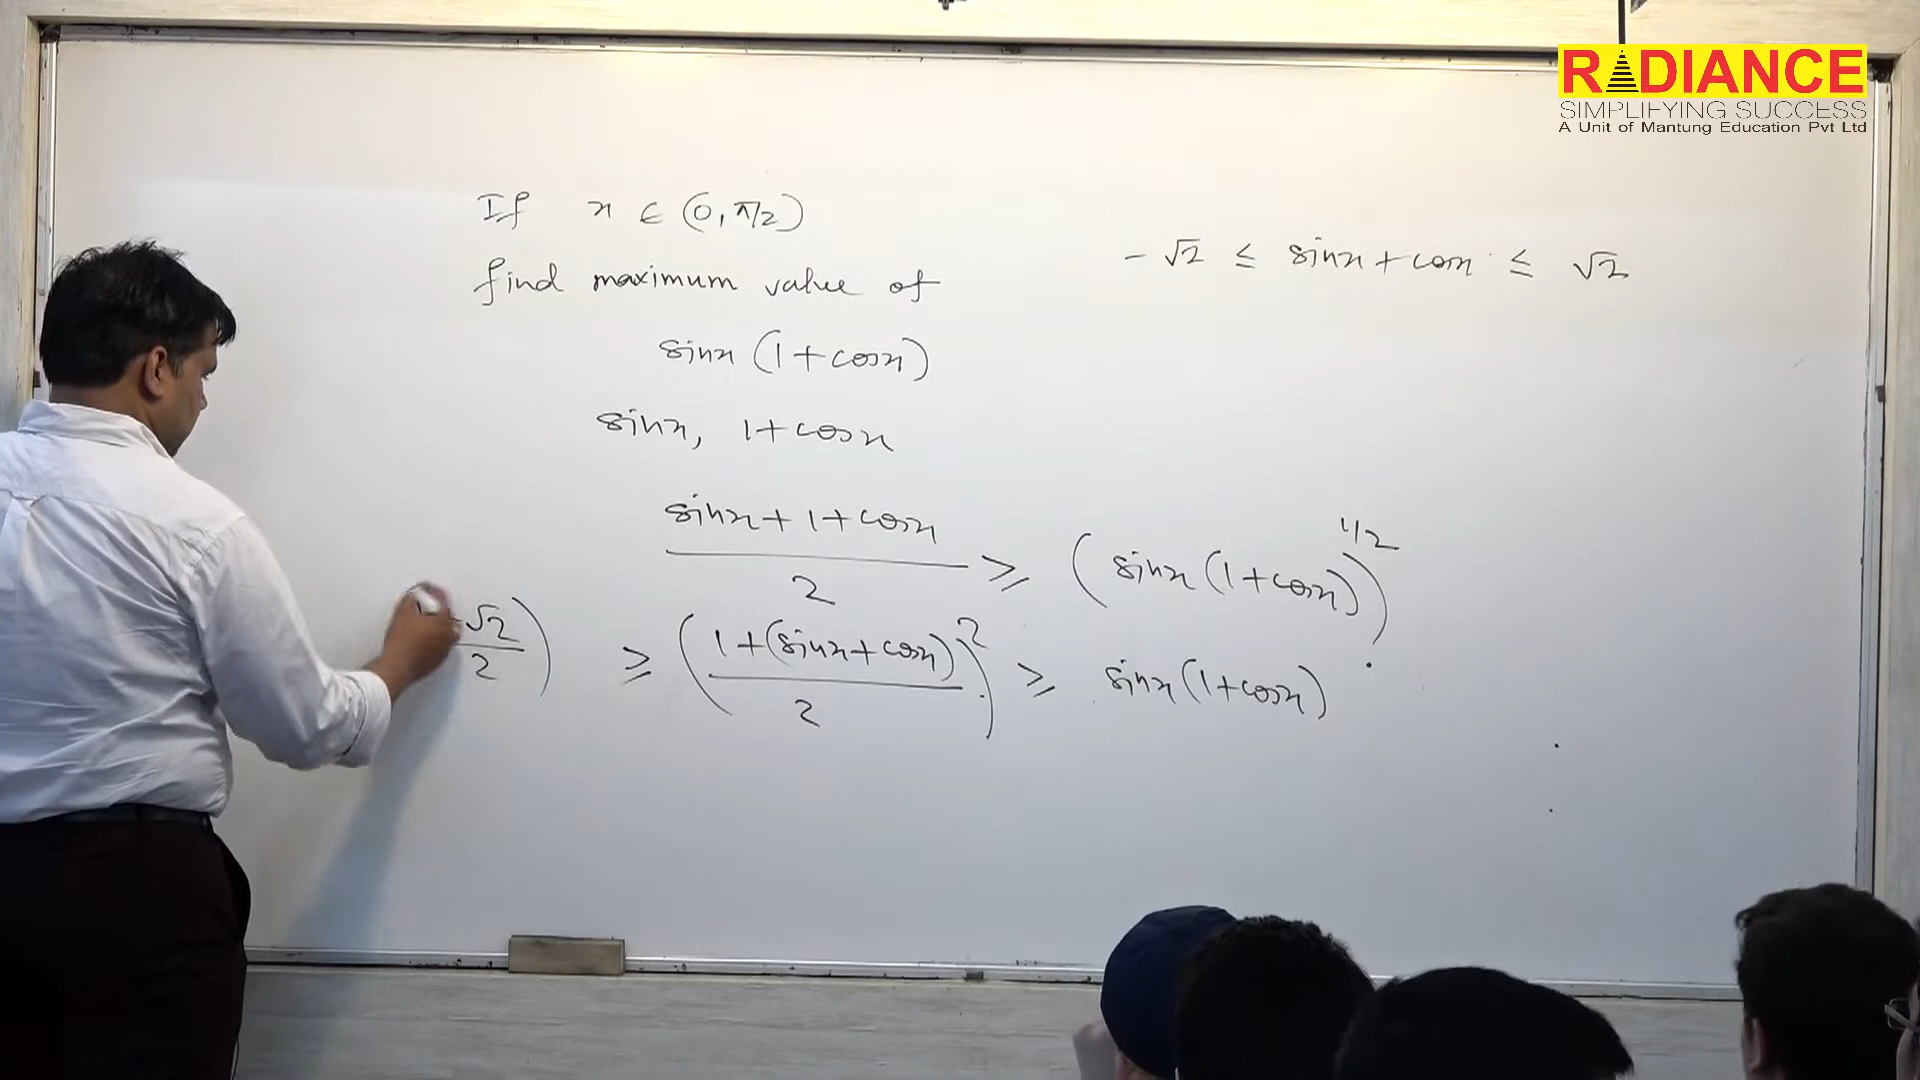 RADIANCE
SIMPLIFYING SUCCESS
A Unit of Mantung Education Pvt Ltd
If x ∈ (0, π/2)
find maximum value of
sinx (1 + cosx)
sinx, 1 + cosx
(sinx + 1 + cosx)/2 ≥ (sinx (1 + cosx))^1/2
√2)/2 ≥ ((1 + (sinx + cosx))/2)^2 ≥ sinx (1 + cosx)
-√2 ≤ sinx + cosx ≤ √2